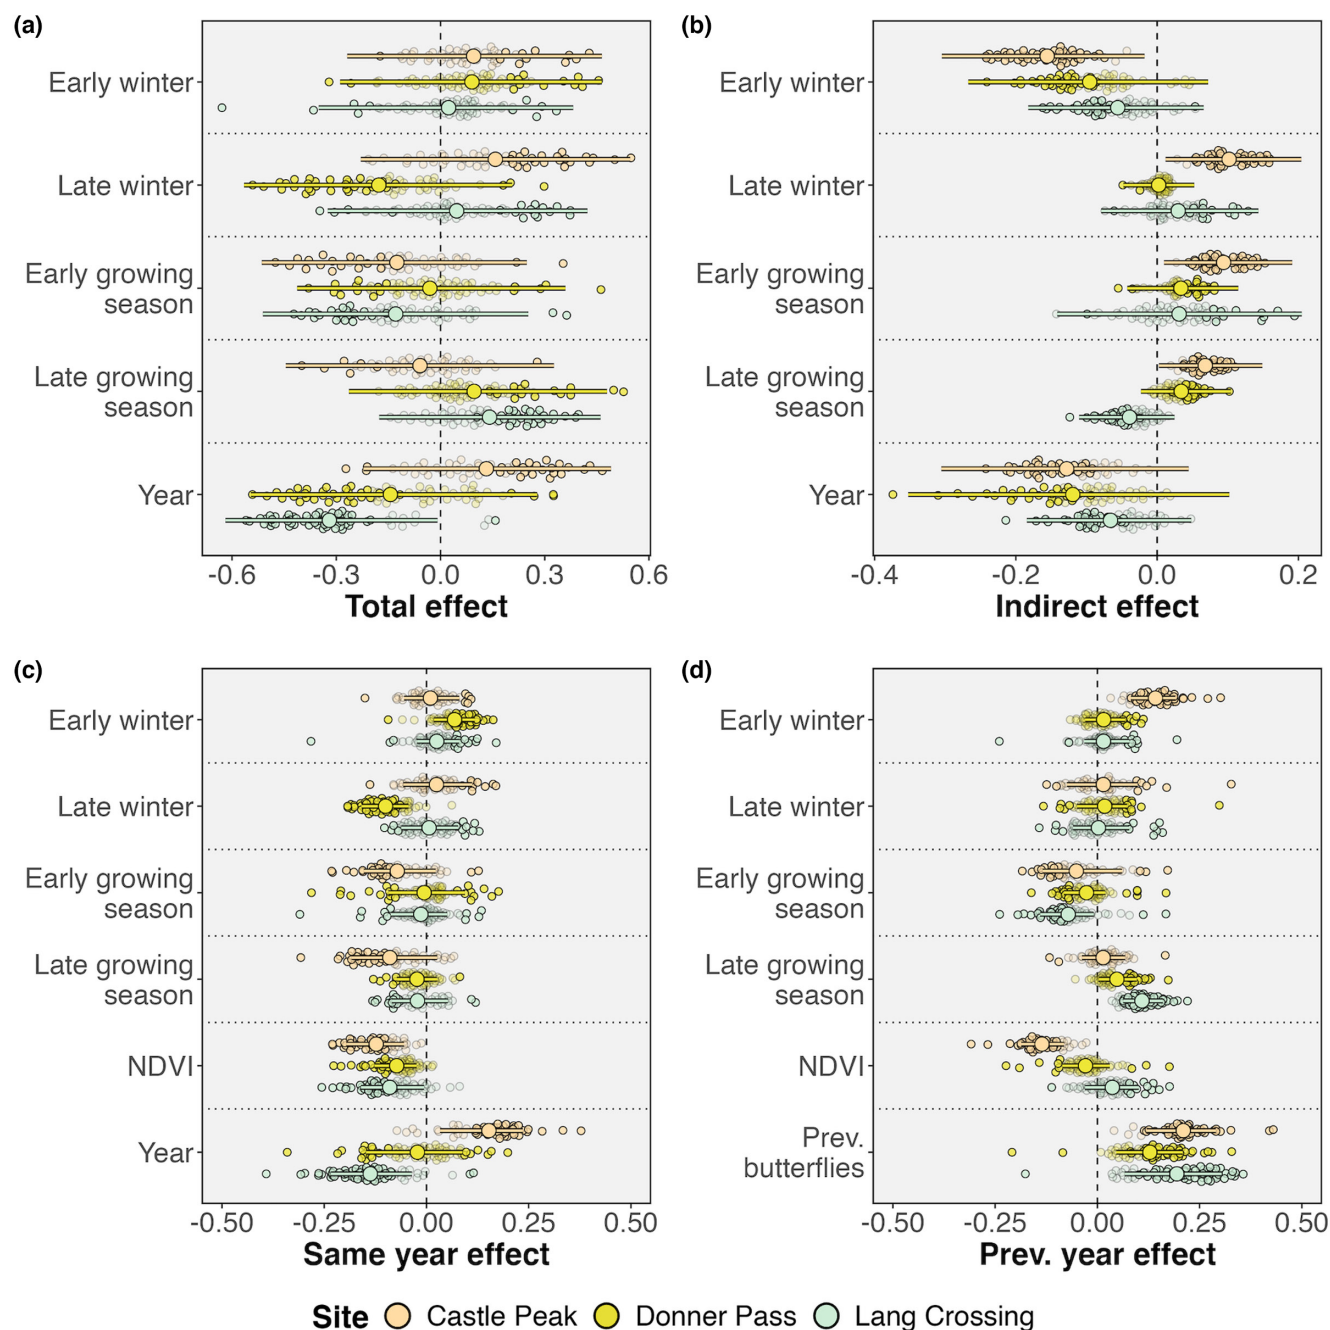 (a)
Early winter
Late winter
Early growing
season
Late growing
season
Year
-0.6 -0.3 0.0 0.3 0.6
Total effect
(b)
Early winter
Late winter
Early growing
season
Late growing
season
Year
-0.4 -0.2 0.0 0.2
Indirect effect
(c)
Early winter
Late winter
Early growing
season
Late growing
season
NDVI
Year
-0.50 -0.25 0.00 0.25 0.50
Same year effect
(d)
Early winter
Late winter
Early growing
season
Late growing
season
NDVI
Prev.
butterflies
-0.50 -0.25 0.00 0.25 0.50
Prev. year effect
Site Castle Peak Donner Pass Lang Crossing